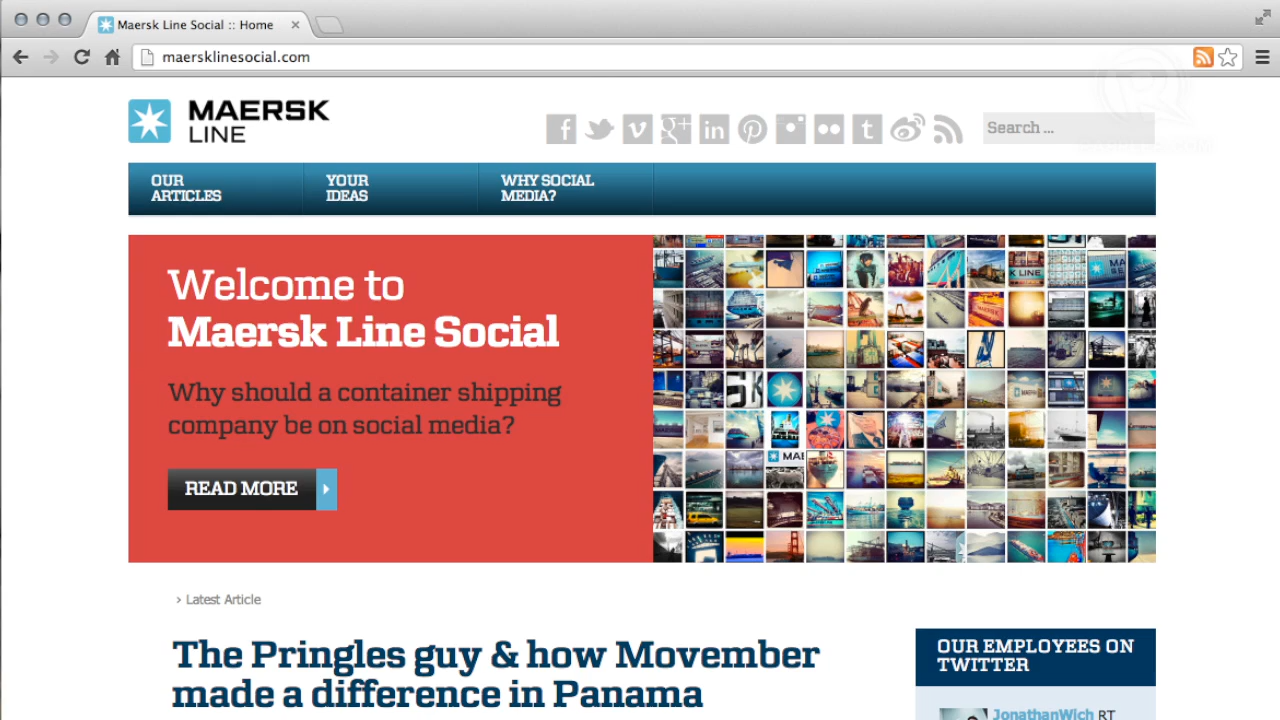 Maersk Line Social :: Home
maersklinesocial.com
MAERSK
LINE
Search ...
OUR
ARTICLES
YOUR
IDEAS
WHY SOCIAL
MEDIA?
Welcome to
Maersk Line Social
Why should a container shipping
company be on social media?
READ MORE
› Latest Article
The Pringles guy & how Movember
made a difference in Panama
OUR EMPLOYEES ON
TWITTER
JonathanWich RT